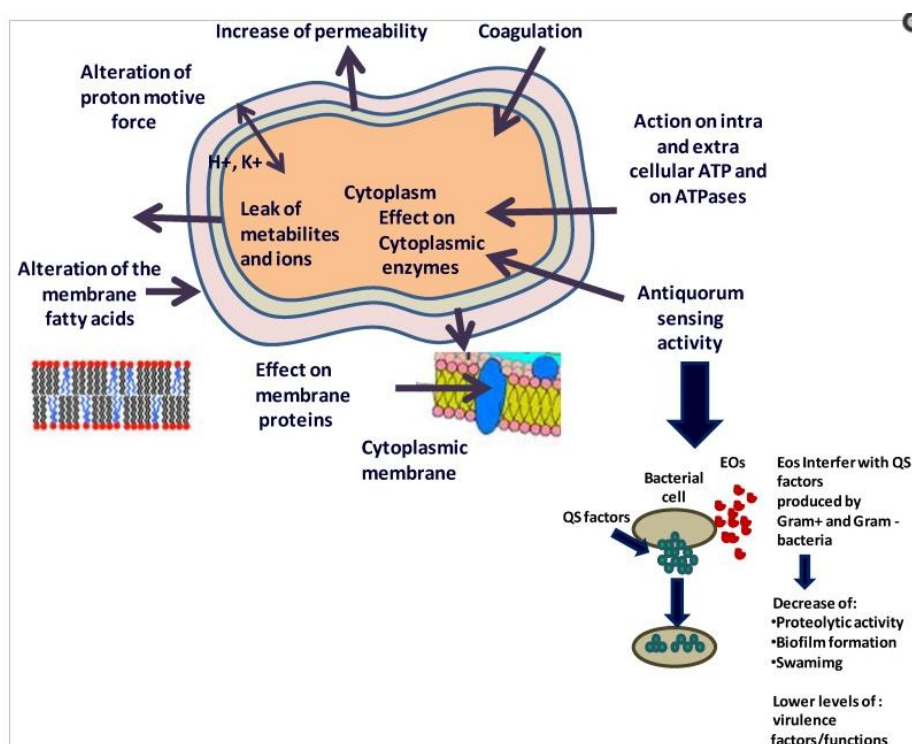 Increase of permeability
Coagulation
Alteration of
proton motive
force
H+, K+
Action on intra
and extra
cellular ATP and
on ATPases
Cytoplasm
Effect on
Cytoplasmic
enzymes
Leak of
metabilites
and ions
Alteration of the
membrane
fatty acids
Antiquorum
sensing
activity
Effect on
membrane
proteins
Cytoplasmic
membrane
EOs
Bacterial
cell
QS factors
Eos Interfer with QS
factors
produced by
Gram+ and Gram -
bacteria
Decrease of:
•Proteolytic activity
•Biofilm formation
•Swamimg
Lower levels of :
virulence
factors/functions